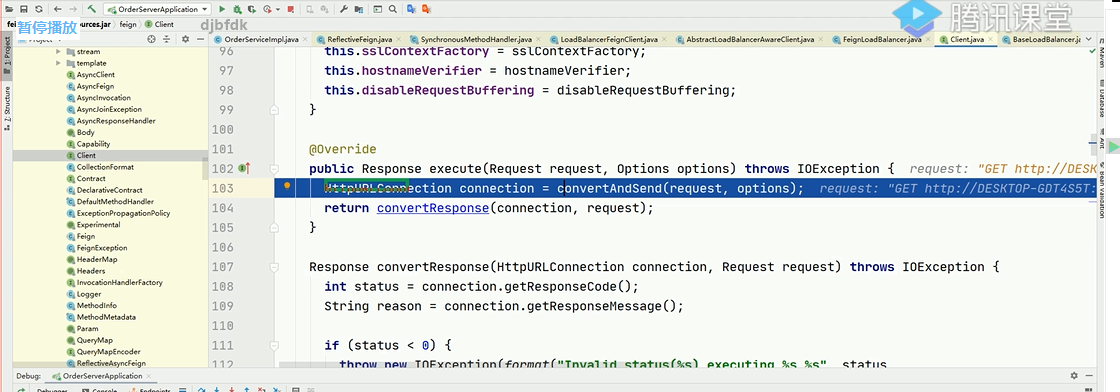 OrderServerApplication
djbfdk
暂停播放
腾讯课堂
ources.jar feign Client
Project
OrderServiceImpl.java ReflectiveFeign.java SynchronousMethodHandler.java LoadBalancerFeignClient.java AbstractLoadBalancerAwareClient.java FeignLoadBalancer.java Client.java BaseLoadBalancer.java
1: Project
7: Structure
stream
template
AsyncClient
AsyncFeign
AsyncInvocation
AsyncJoinException
AsyncResponseHandler
Body
Capability
Client
CollectionFormat
Contract
DeclarativeContract
DefaultMethodHandler
ExceptionPropagationPolicy
Experimental
Feign
FeignException
HeaderMap
Headers
InvocationHandlerFactory
Logger
MethodInfo
MethodMetadata
Param
QueryMap
QueryMapEncoder
ReflectiveAsyncFeign
96 this.sslContextFactory = sslContextFactory;
97 this.hostnameVerifier = hostnameVerifier;
98 this.disableRequestBuffering = disableRequestBuffering;
99 }
100
101 @Override
102 public Response execute(Request request, Options options) throws IOException { request: "GET http://DESK
103 HttpURLConnection connection = convertAndSend(request, options); request: "GET http://DESKTOP-GDT4S5T:
104 return convertResponse(connection, request);
105 }
106
107 Response convertResponse(HttpURLConnection connection, Request request) throws IOException {
108 int status = connection.getResponseCode();
109 String reason = connection.getResponseMessage();
110
111 if (status < 0) {
112 throw new IOException(format("Invalid status(%s) executing %s %s", status
Maven
Database
Ant
Bean Validation
Debug: OrderServerApplication
Debugger Console Endpoints